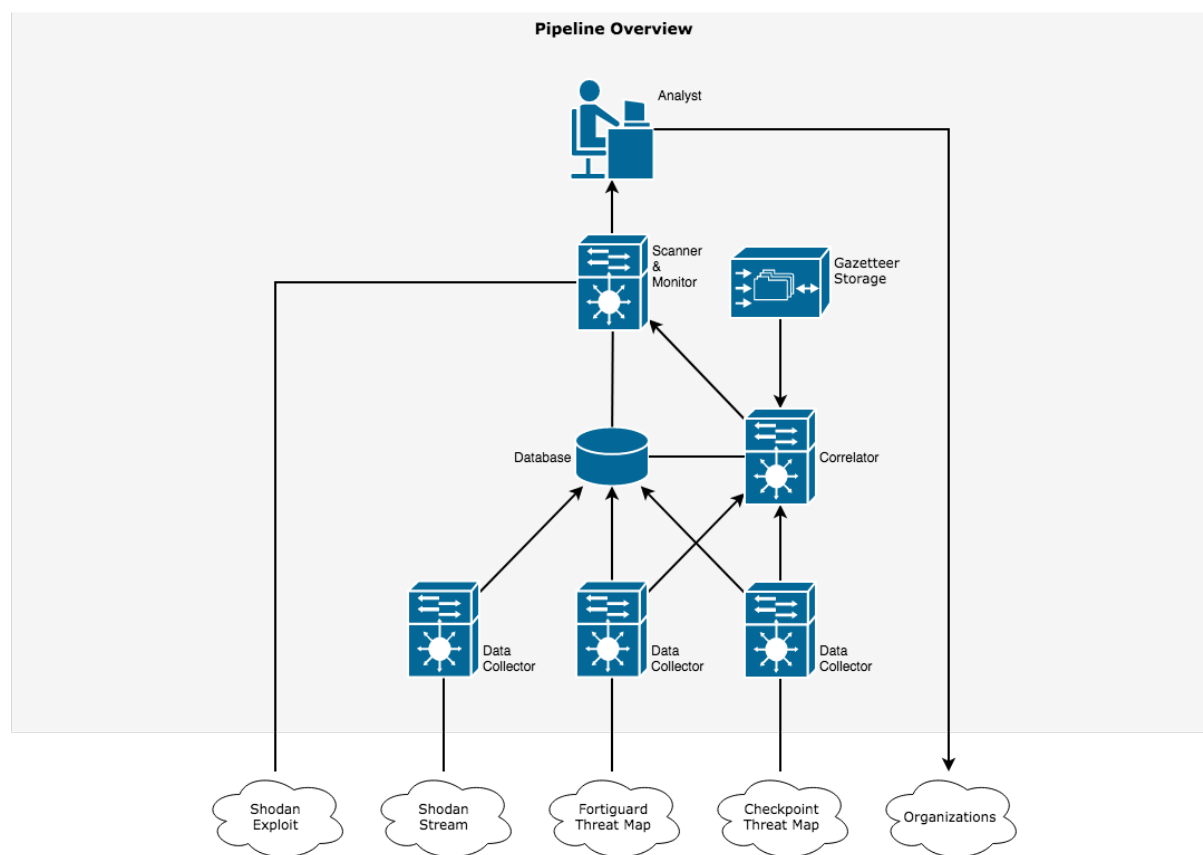 Pipeline Overview
Analyst
Scanner
&
Monitor
Gazetteer
Storage
Database
Correlator
Data
Collector
Data
Collector
Data
Collector
Shodan
Exploit
Shodan
Stream
Fortiguard
Threat Map
Checkpoint
Threat Map
Organizations